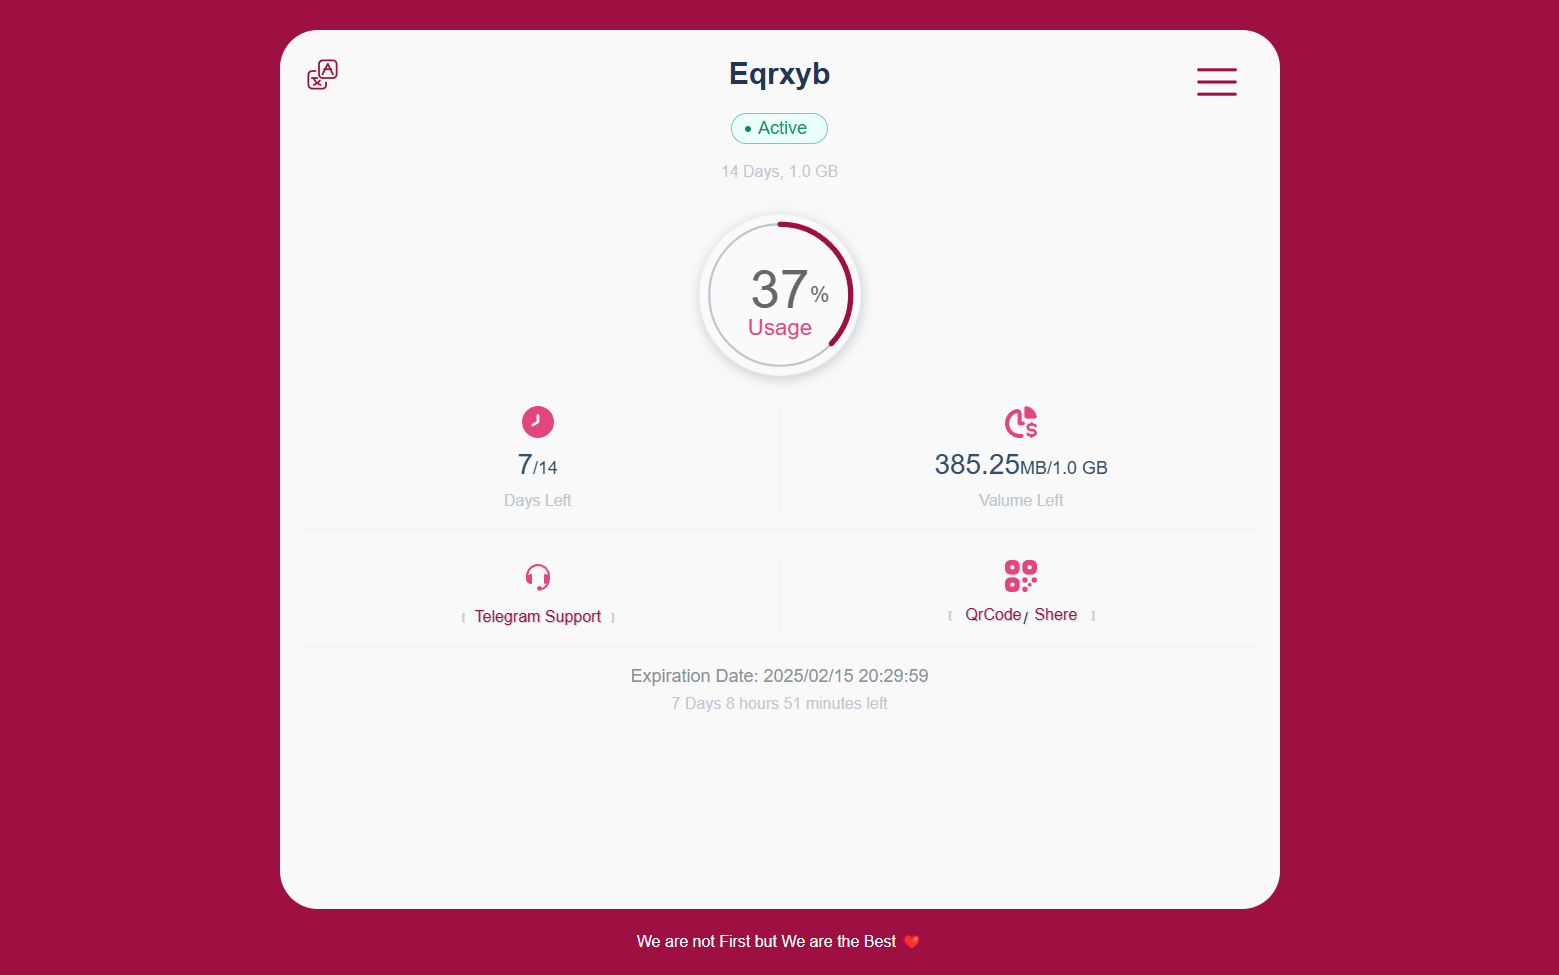 Eqrxyb
• Active
14 Days, 1.0 GB
37%
Usage
7/14
Days Left
385.25MB/1.0 GB
Valume Left
[ Telegram Support ]
[ QrCode / Shere ]
Expiration Date: 2025/02/15 20:29:59
7 Days 8 hours 51 minutes left
We are not First but We are the Best ❤️